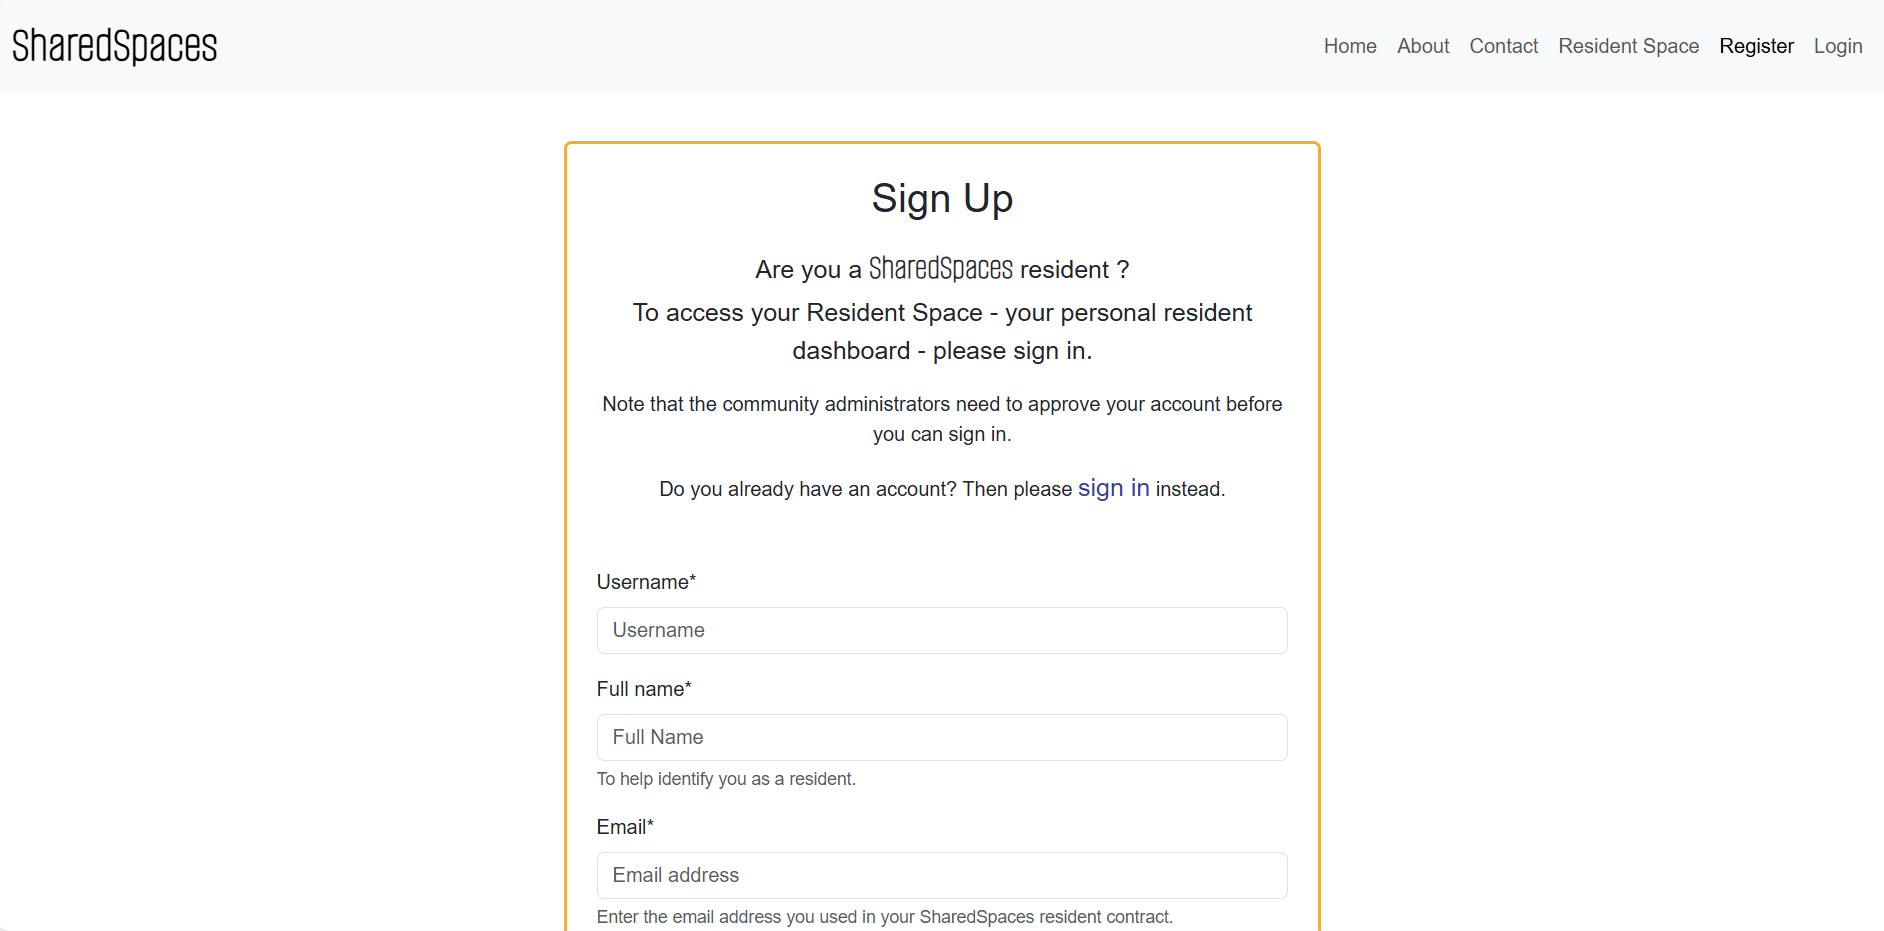 SharedSpaces
Home About Contact Resident Space Register Login
Sign Up
Are you a SharedSpaces resident ?
To access your Resident Space - your personal resident
dashboard - please sign in.
Note that the community administrators need to approve your account before
you can sign in.
Do you already have an account? Then please sign in instead.
Username*
Username
Full name*
Full Name
To help identify you as a resident.
Email*
Email address
Enter the email address you used in your SharedSpaces resident contract.